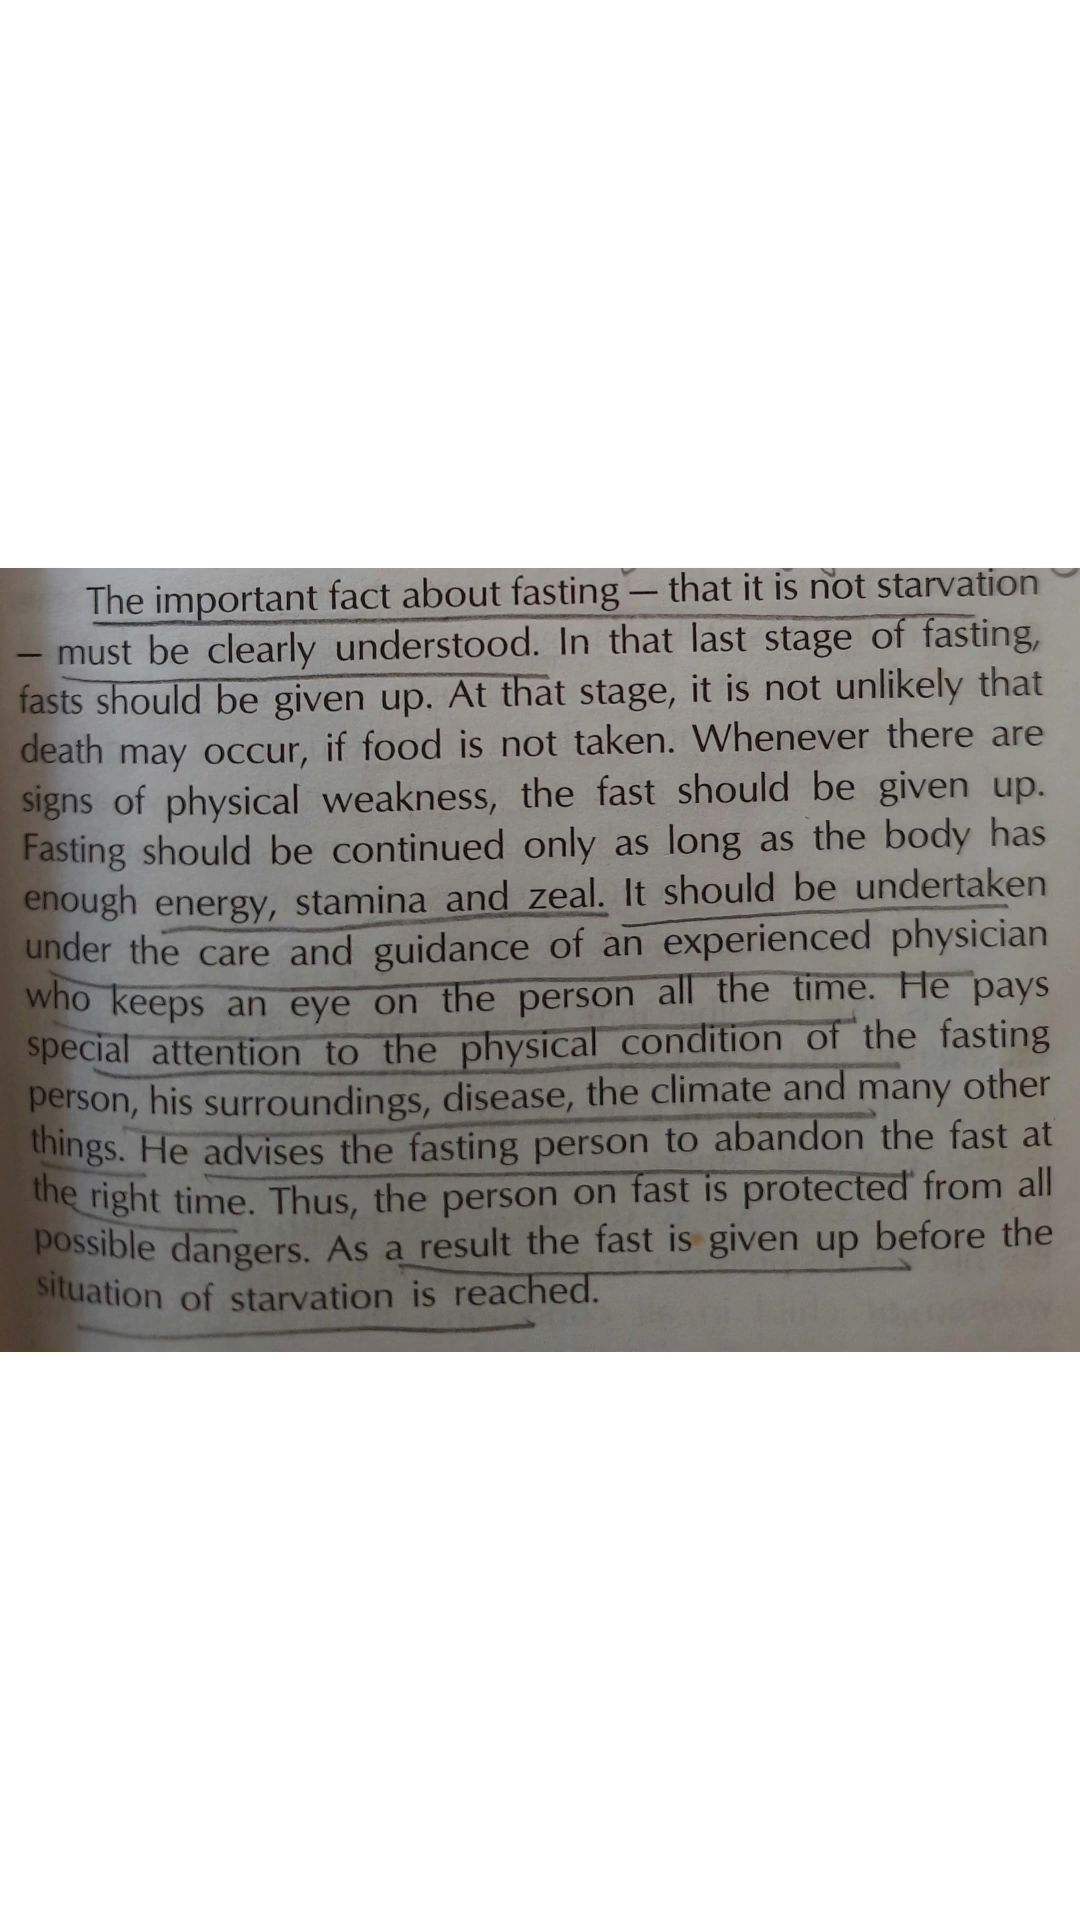 The important fact about fasting — that it is not starvation
— must be clearly understood. In that last stage of fasting,
fasts should be given up. At that stage, it is not unlikely that
death may occur, if food is not taken. Whenever there are
signs of physical weakness, the fast should be given up.
Fasting should be continued only as long as the body has
enough energy, stamina and zeal. It should be undertaken
under the care and guidance of an experienced physician
who keeps an eye on the person all the time. He pays
special attention to the physical condition of the fasting
person, his surroundings, disease, the climate and many other
things. He advises the fasting person to abandon the fast at
the right time. Thus, the person on fast is protected from all
possible dangers. As a result the fast is given up before the
situation of starvation is reached.